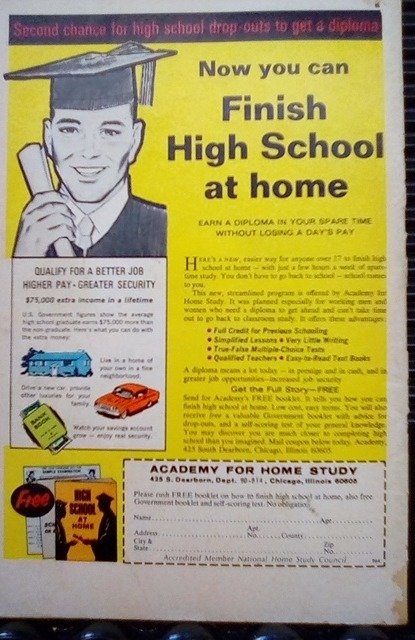 Second chance for high school drop-outs to get a diploma
Now you can
Finish
High School
at home
EARN A DIPLOMA IN YOUR SPARE TIME
WITHOUT LOSING A DAY'S PAY
HERE'S A NEW, easier way for anyone over 17 to finish high
school at home — with just a few hours a week of spare-
time study. You don't have to go back to school — school comes
to you.
This new, streamlined program is offered by Academy for
Home Study. It was planned especially for working men and
women who need a diploma to get ahead and can't take time
out to go back to classroom study. It offers these advantages:
• Full Credit for Previous Schooling
• Simplified Lessons • Very Little Writing
• True-False Multiple-Choice Tests
• Qualified Teachers • Easy-to-Read Text Books
A diploma means a lot today — in prestige and in cash, and in
greater job opportunities—increased job security
Get the Full Story—FREE
Send for Academy's FREE booklet. It tells you how you can
finish high school at home. Low cost, easy terms. You will also
receive free a valuable Government booklet with advice for
drop-outs, and a self-scoring test of your general knowledge.
You may discover you are much closer to completing high
school than you imagined. Mail coupon below today. Academy,
425 South Dearborn, Chicago, Illinois 60605.
QUALIFY FOR A BETTER JOB
HIGHER PAY-GREATER SECURITY
$75,000 extra income in a lifetime
U.S. Government figures show the average
high school graduate earns $75,000 more than
the non-graduate. Here's what you can do with
the extra money:
Live in a home of
your own in a fine
neighborhood.
Drive a new car, provide
other luxuries for your
family.
BANK
BOOK
Watch your savings account
grow — enjoy real security.
Free
SAMPLE EXAMINATION
HIGH
SCHOOL
AT
HOME
ACADEMY FOR HOME STUDY
425 S. Dearborn, Dept. 90-814, Chicago, Illinois 60605
Please rush FREE booklet on how to finish high school at home, also free
Government booklet and self-scoring test. No obligation.
Name Age
Address Apt. No. County
City & State Zip No.
Accredited Member National Home Study Council